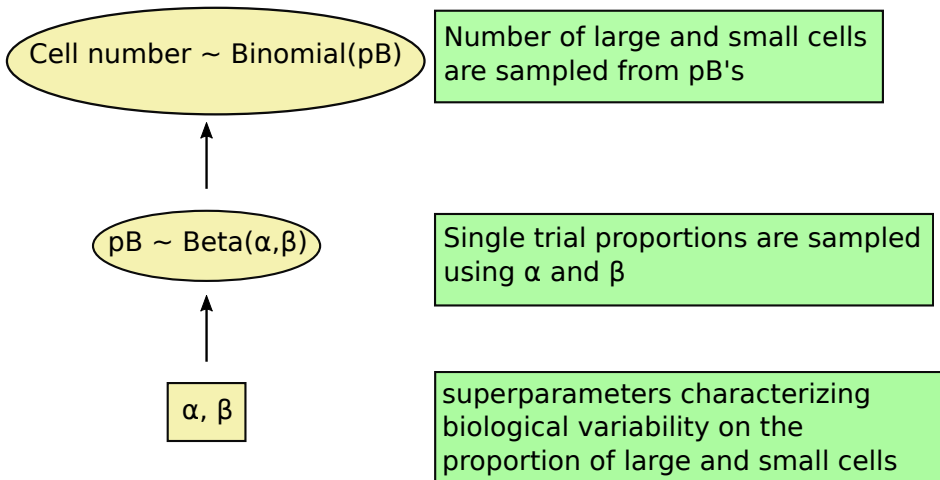 Cell number ~ Binomial(pB)
Number of large and small cells
are sampled from pB's
pB ~ Beta(α,β)
Single trial proportions are sampled
using α and β
α, β
superparameters characterizing
biological variability on the
proportion of large and small cells